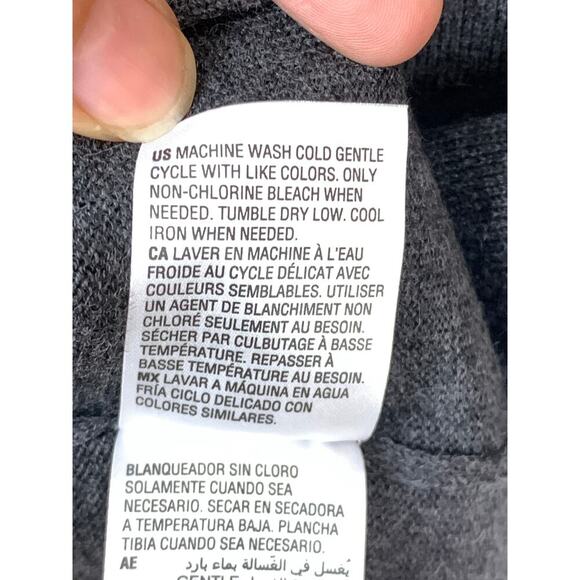 US MACHINE WASH COLD GENTLE
CYCLE WITH LIKE COLORS. ONLY
NON-CHLORINE BLEACH WHEN
NEEDED. TUMBLE DRY LOW. COOL
IRON WHEN NEEDED.
CA LAVER EN MACHINE À L'EAU
FROIDE AU CYCLE DÉLICAT AVEC
COULEURS SEMBLABLES. UTILISER
UN AGENT DE BLANCHIMENT NON
CHLORÉ SEULEMENT AU BESOIN.
SÉCHER PAR CULBUTAGE À BASSE
TEMPÉRATURE. REPASSER À
BASSE TEMPÉRATURE AU BESOIN.
MX LAVAR A MÁQUINA EN AGUA
FRÍA CICLO DELICADO CON
COLORES SIMILARES.
BLANQUEADOR SIN CLORO
SOLAMENTE CUANDO SEA
NECESARIO. SECAR EN SECADORA
A TEMPERATURA BAJA. PLANCHA
TIBIA CUANDO SEA NECESARIO.
AE يُغسل في الغسالة بماء بارد
GENTLE